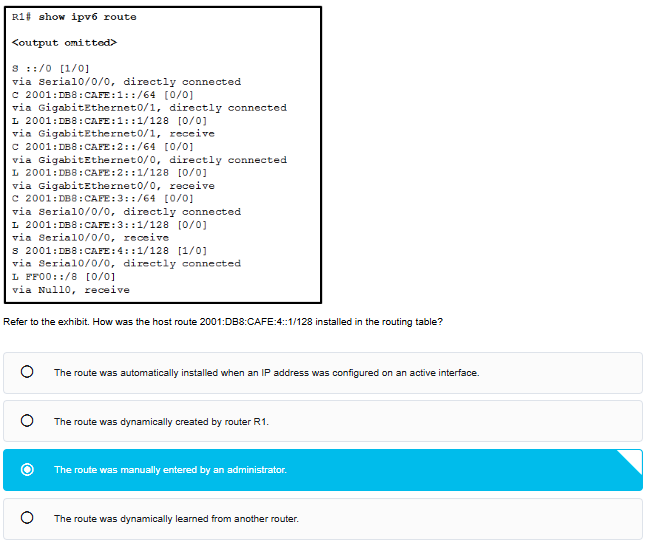 R1# show ipv6 route
<output omitted>
S ::/0 [1/0]
via Serial0/0/0, directly connected
C 2001:DB8:CAFE:1::/64 [0/0]
via GigabitEthernet0/1, directly connected
L 2001:DB8:CAFE:1::1/128 [0/0]
via GigabitEthernet0/1, receive
C 2001:DB8:CAFE:2::/64 [0/0]
via GigabitEthernet0/0, directly connected
L 2001:DB8:CAFE:2::1/128 [0/0]
via GigabitEthernet0/0, receive
C 2001:DB8:CAFE:3::/64 [0/0]
via Serial0/0/0, directly connected
L 2001:DB8:CAFE:3::1/128 [0/0]
via Serial0/0/0, receive
S 2001:DB8:CAFE:4::1/128 [1/0]
via Serial0/0/0, directly connected
L FF00::/8 [0/0]
via Null0, receive
Refer to the exhibit. How was the host route 2001:DB8:CAFE:4::1/128 installed in the routing table?
The route was automatically installed when an IP address was configured on an active interface.
The route was dynamically created by router R1.
The route was manually entered by an administrator.
The route was dynamically learned from another router.